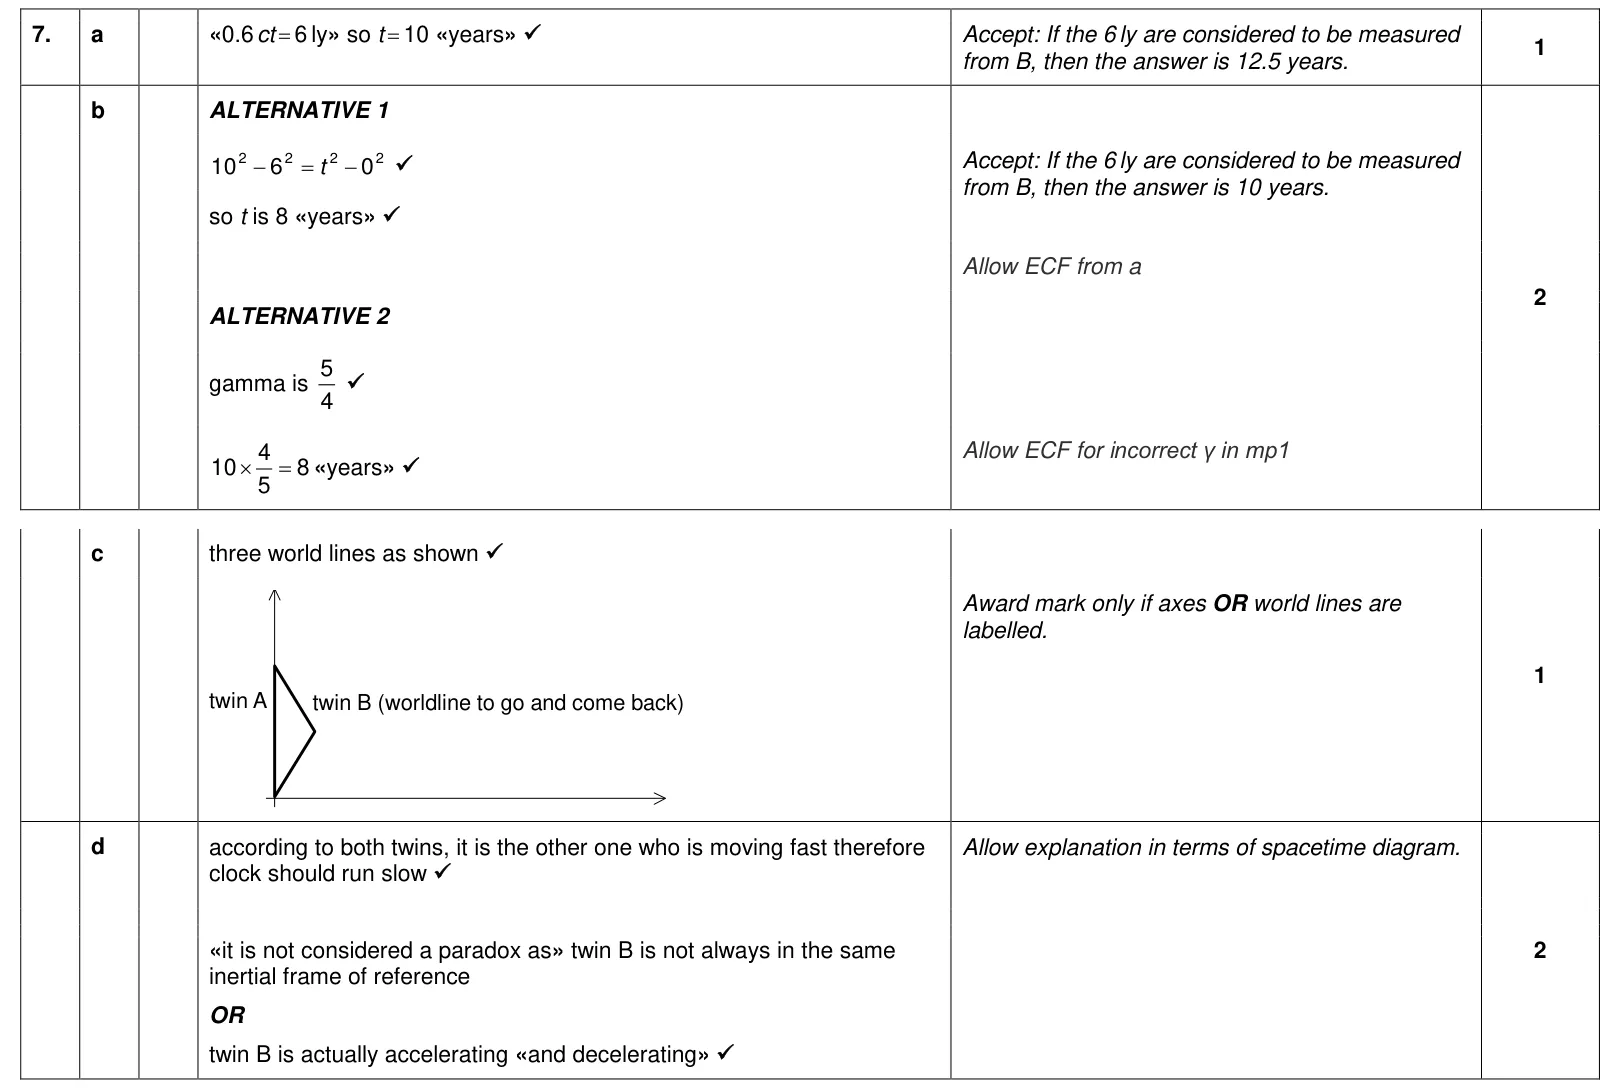 7. a «0.6 ct = 6 ly» so t = 10 «years» ✓ Accept: If the 6 ly are considered to be measured 1
from B, then the answer is 12.5 years.
b ALTERNATIVE 1
10² − 6² = t² − 0² ✓ Accept: If the 6 ly are considered to be measured
from B, then the answer is 10 years.
so t is 8 «years» ✓
Allow ECF from a
2
ALTERNATIVE 2
gamma is 5/4 ✓
10 × 4/5 = 8 «years» ✓ Allow ECF for incorrect γ in mp1
c three world lines as shown ✓
Award mark only if axes OR world lines are
labelled.
1
twin A twin B (worldline to go and come back)
d according to both twins, it is the other one who is moving fast therefore Allow explanation in terms of spacetime diagram.
clock should run slow ✓
«it is not considered a paradox as» twin B is not always in the same 2
inertial frame of reference
OR
twin B is actually accelerating «and decelerating» ✓